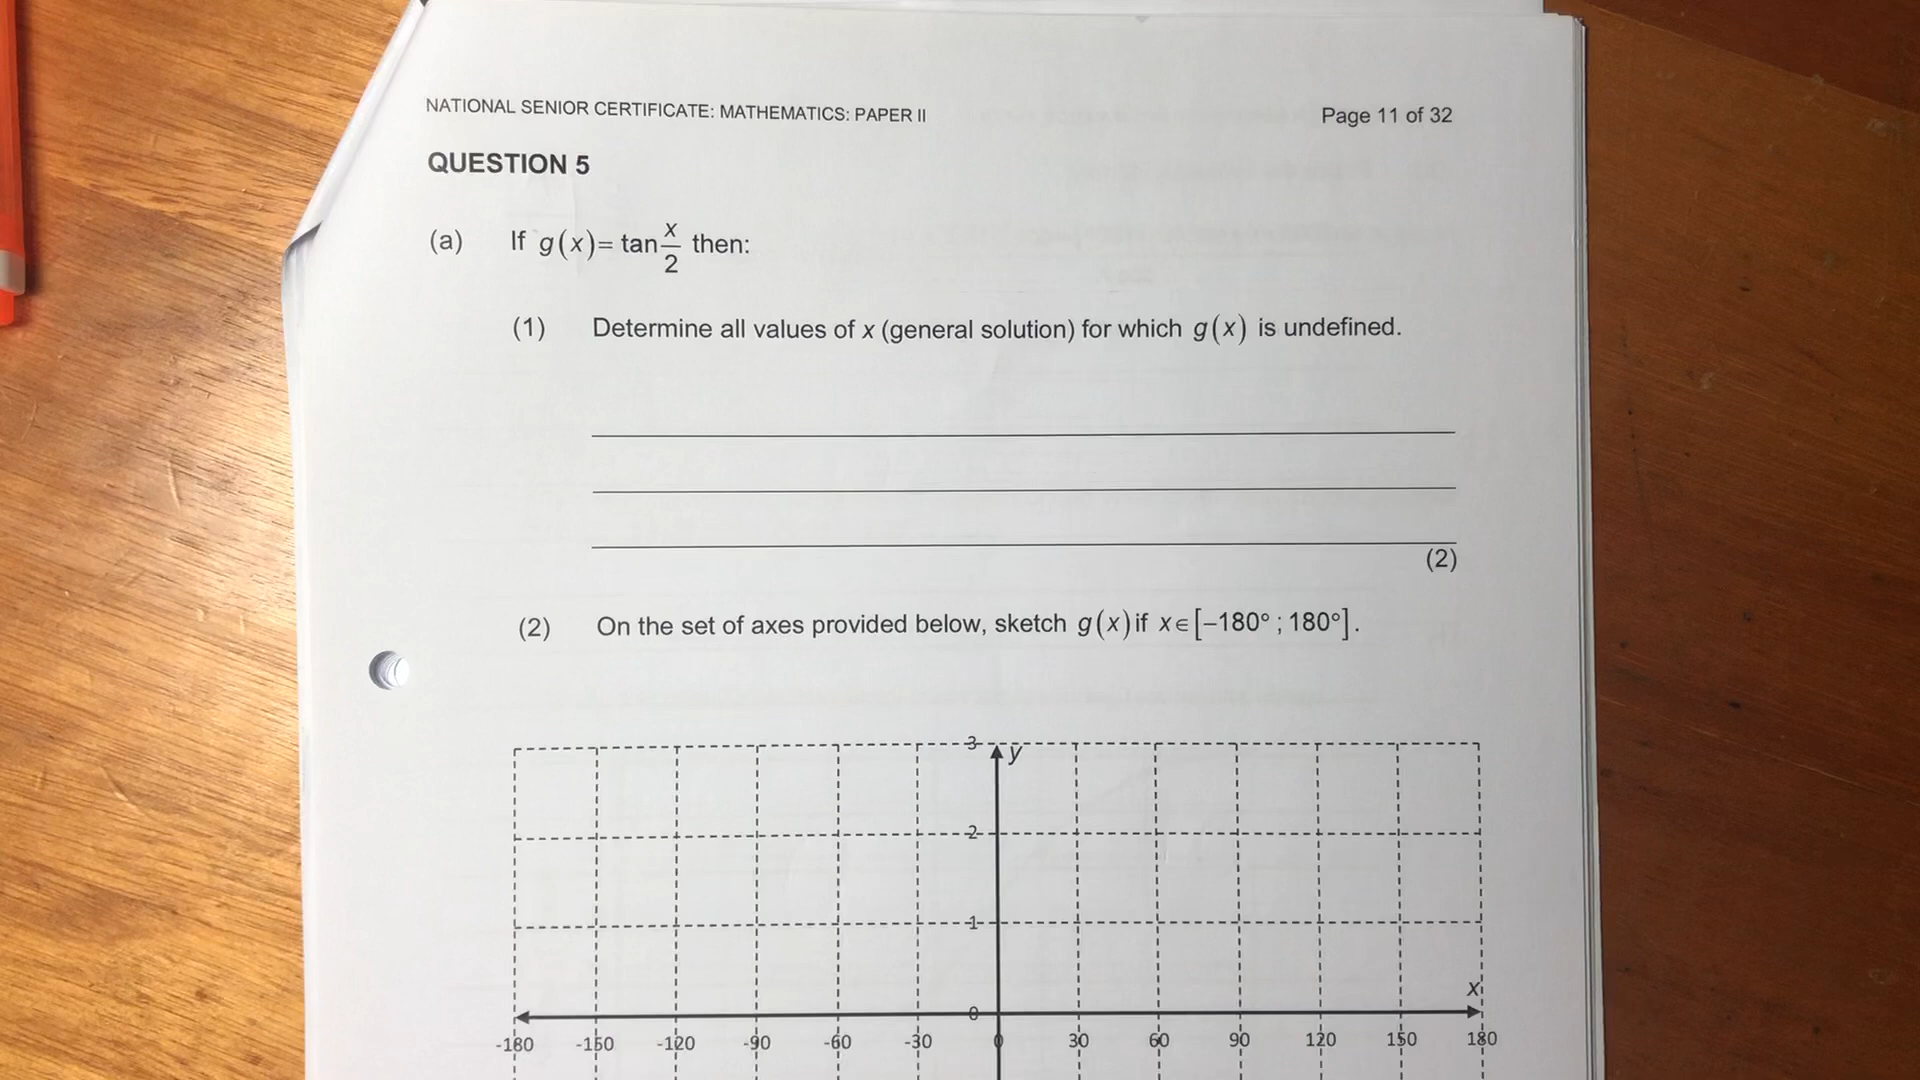 NATIONAL SENIOR CERTIFICATE: MATHEMATICS: PAPER II Page 11 of 32
QUESTION 5
(a) If g(x)= tan x/2 then:
(1) Determine all values of x (general solution) for which g(x) is undefined.
(2)
(2) On the set of axes provided below, sketch g(x) if x∈[−180°; 180°].
3 y
2
1
x
0
-180 -150 -120 -90 -60 -30 0 30 60 90 120 150 180